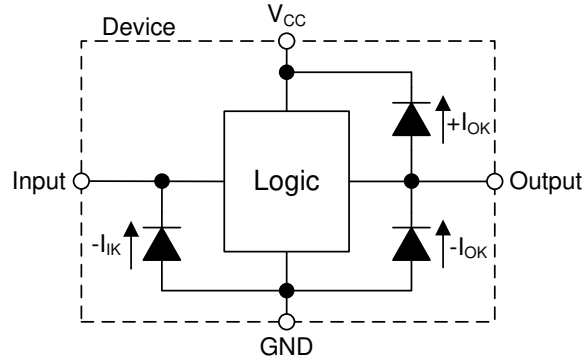 V_CC
Device
+I_OK
Input
Logic
Output
-I_IK
-I_OK
GND